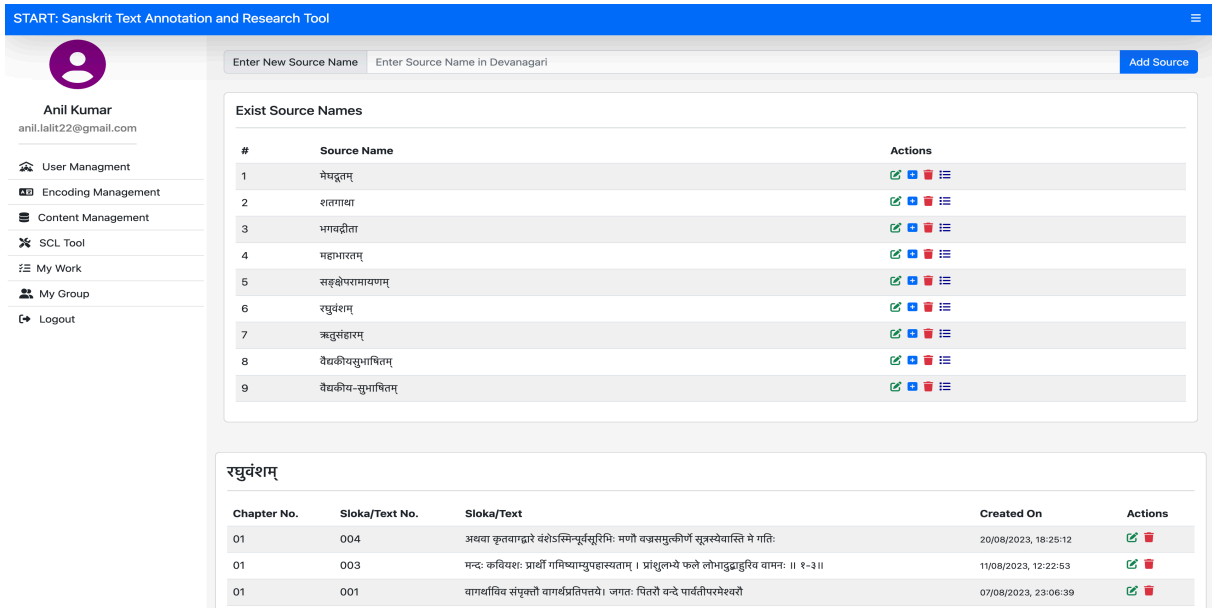 START: Sanskrit Text Annotation and Research Tool
Anil Kumar
anil.lalit22@gmail.com
User Managment
Encoding Management
Content Management
SCL Tool
My Work
My Group
Logout
Enter New Source Name Enter Source Name in Devanagari Add Source
Exist Source Names
# Source Name Actions
1 मेघदूतम्
2 शतगाथा
3 भगवद्गीता
4 महाभारतम्
5 सङ्क्षेपरामायणम्
6 रघुवंशम्
7 ऋतुसंहारम्
8 वैद्यकीयसुभाषितम्
9 वैद्यकीय-सुभाषितम्
रघुवंशम्
Chapter No. Sloka/Text No. Sloka/Text Created On Actions
01 004 अथवा कृतवाग्द्वारे वंशेऽस्मिन्पूर्वसूरिभिः मणौ वज्रसमुत्कीर्णे सूत्रस्येवास्ति मे गतिः 20/08/2023, 18:25:12
01 003 मन्दः कवियशः प्रार्थी गमिष्याम्युपहास्यताम् । प्रांशुलभ्ये फले लोभादुद्बाहुरिव वामनः ॥ १-३॥ 11/08/2023, 12:22:53
01 001 वागर्थाविव संपृक्तौ वागर्थप्रतिपत्तये। जगतः पितरौ वन्दे पार्वतीपरमेश्वरौ 07/08/2023, 23:06:39